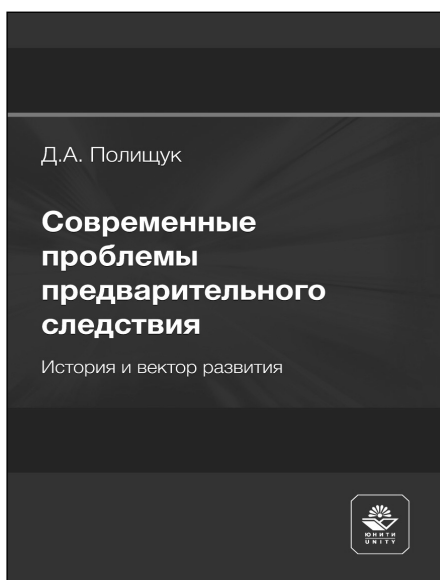 Д.А. Полищук
Современные
проблемы
предварительного
следствия
История и вектор развития
ЮНИТИ
UNITY